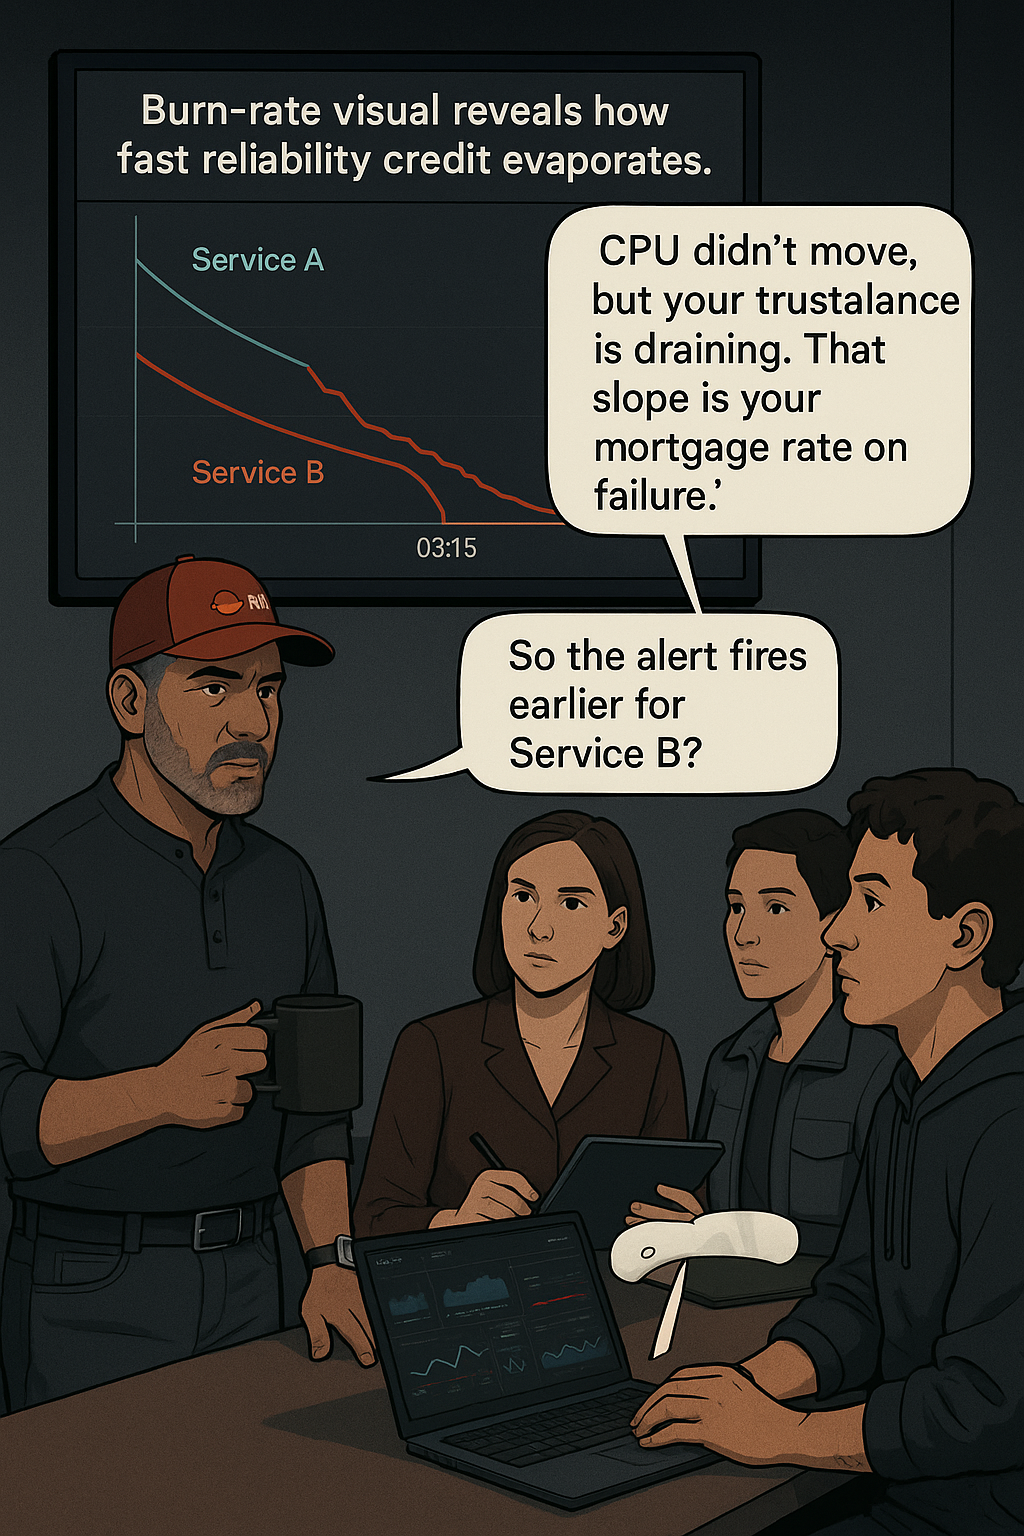 Burn-rate visual reveals how
fast reliability credit evaporates.
Service A
Service B
03:15
CPU didn’t move,
but your trustalance
is draining. That
slope is your
mortgage rate on
failure.’
So the alert fires
earlier for
Service B?